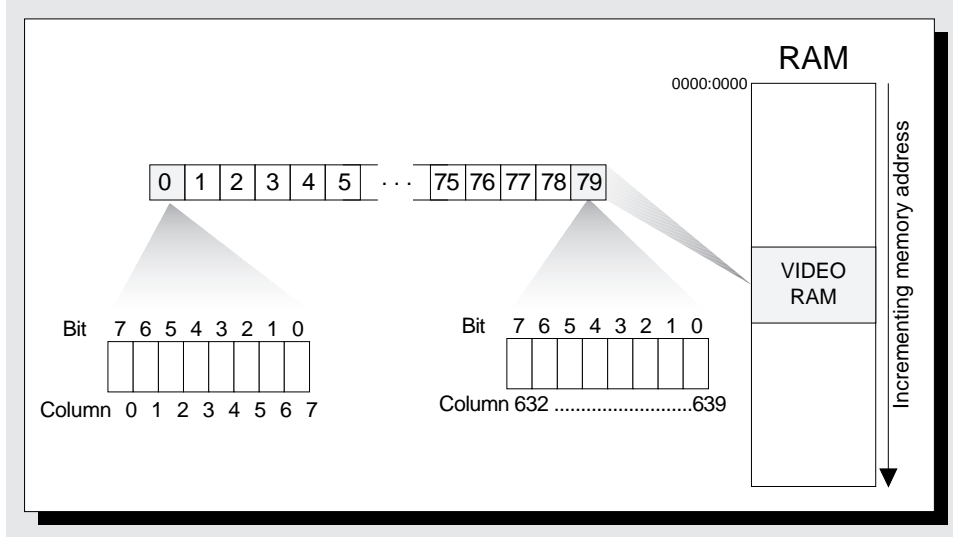 RAM
0000:0000
0 1 2 3 4 5 . . . 75 76 77 78 79
Incrementing memory address
VIDEO
RAM
Bit 7 6 5 4 3 2 1 0
Bit 7 6 5 4 3 2 1 0
Column 0 1 2 3 4 5 6 7
Column 632 ..........................639